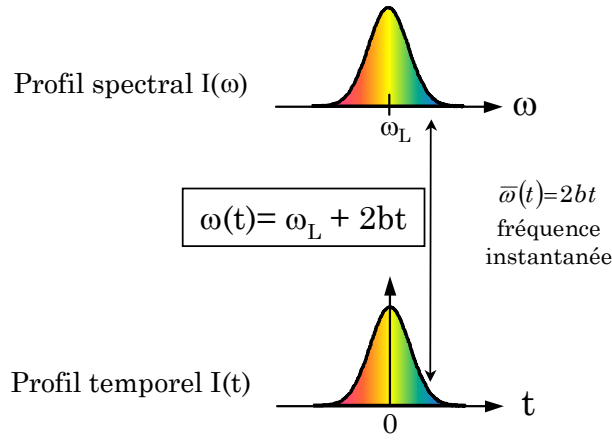 Profil spectral I(ω)
ω
ω_L
ω(t)= ω_L + 2bt
ω̅(t)=2bt
fréquence
instantanée
Profil temporel I(t)
t
0